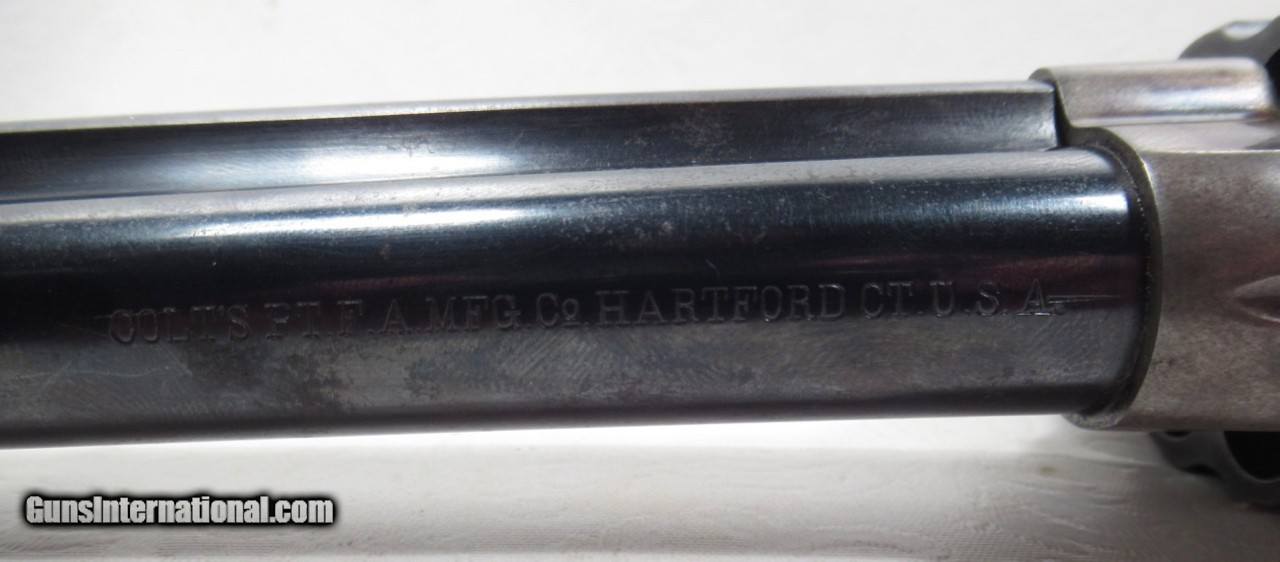 COLT'S PT. F. A. MFG. Co. HARTFORD CT. U. S. A.
GunsInternational.com